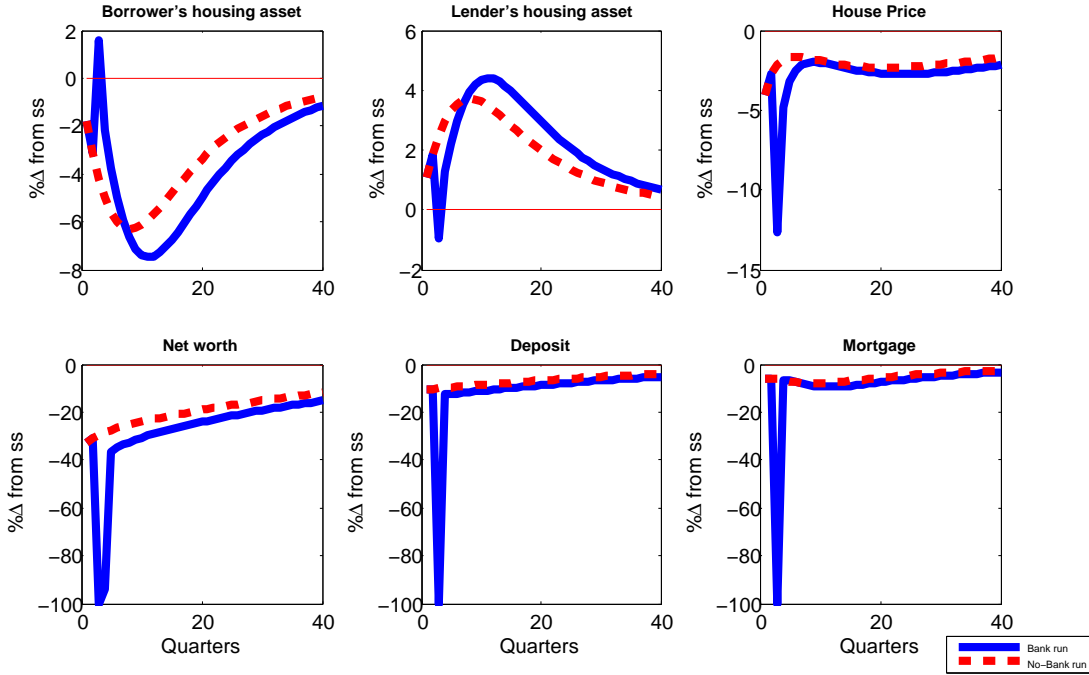 Borrower's housing asset
%Δ from ss
2
0
−2
−4
−6
−8
0 20 40
Lender's housing asset
%Δ from ss
6
4
2
0
−2
0 20 40
House Price
%Δ from ss
0
−5
−10
−15
0 20 40
Net worth
%Δ from ss
0
−20
−40
−60
−80
−100
0 20 40
Quarters
Deposit
%Δ from ss
0
−20
−40
−60
−80
−100
0 20 40
Quarters
Mortgage
%Δ from ss
0
−20
−40
−60
−80
−100
0 20 40
Quarters
Bank run
No−Bank run